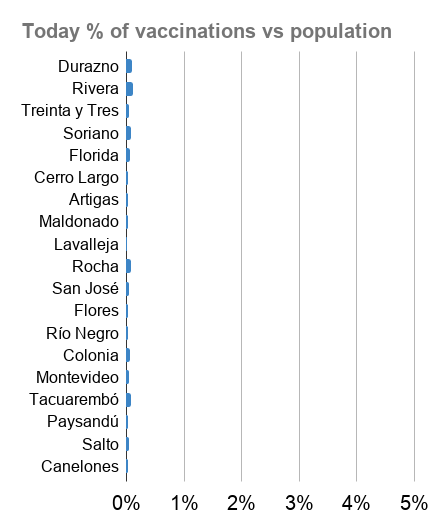 Today % of vaccinations vs population
Durazno
Rivera
Treinta y Tres
Soriano
Florida
Cerro Largo
Artigas
Maldonado
Lavalleja
Rocha
San José
Flores
Río Negro
Colonia
Montevideo
Tacuarembó
Paysandú
Salto
Canelones
0% 1% 2% 3% 4% 5%